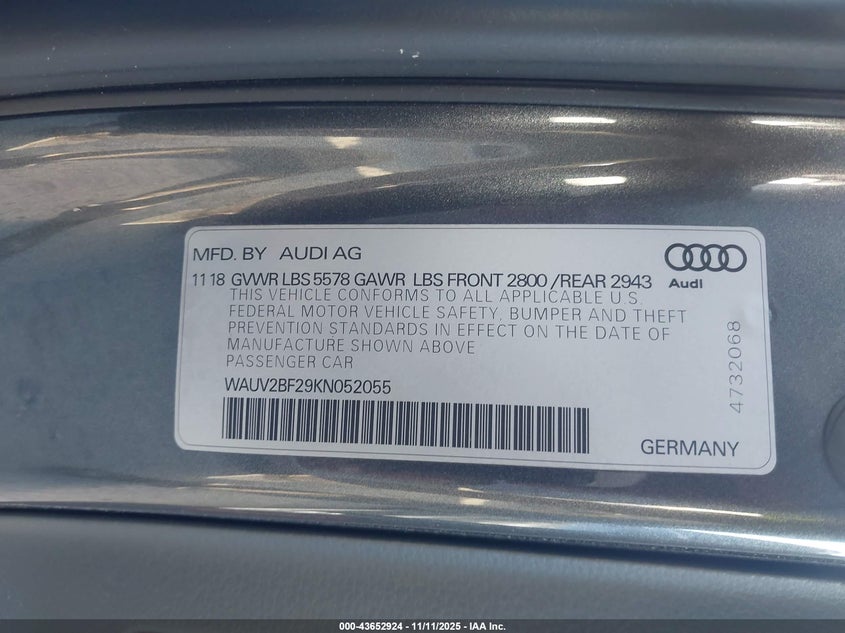 MFD. BY AUDI AG
Audi
11 18 GVWR LBS 5578 GAWR LBS FRONT 2800 /REAR 2943
THIS VEHICLE CONFORMS TO ALL APPLICABLE U.S.
FEDERAL MOTOR VEHICLE SAFETY, BUMPER AND THEFT
PREVENTION STANDARDS IN EFFECT ON THE DATE OF
MANUFACTURE SHOWN ABOVE
PASSENGER CAR
WAUV2BF29KN052055
4732068
GERMANY
000-43652924 - 11/11/2025 - IAA Inc.